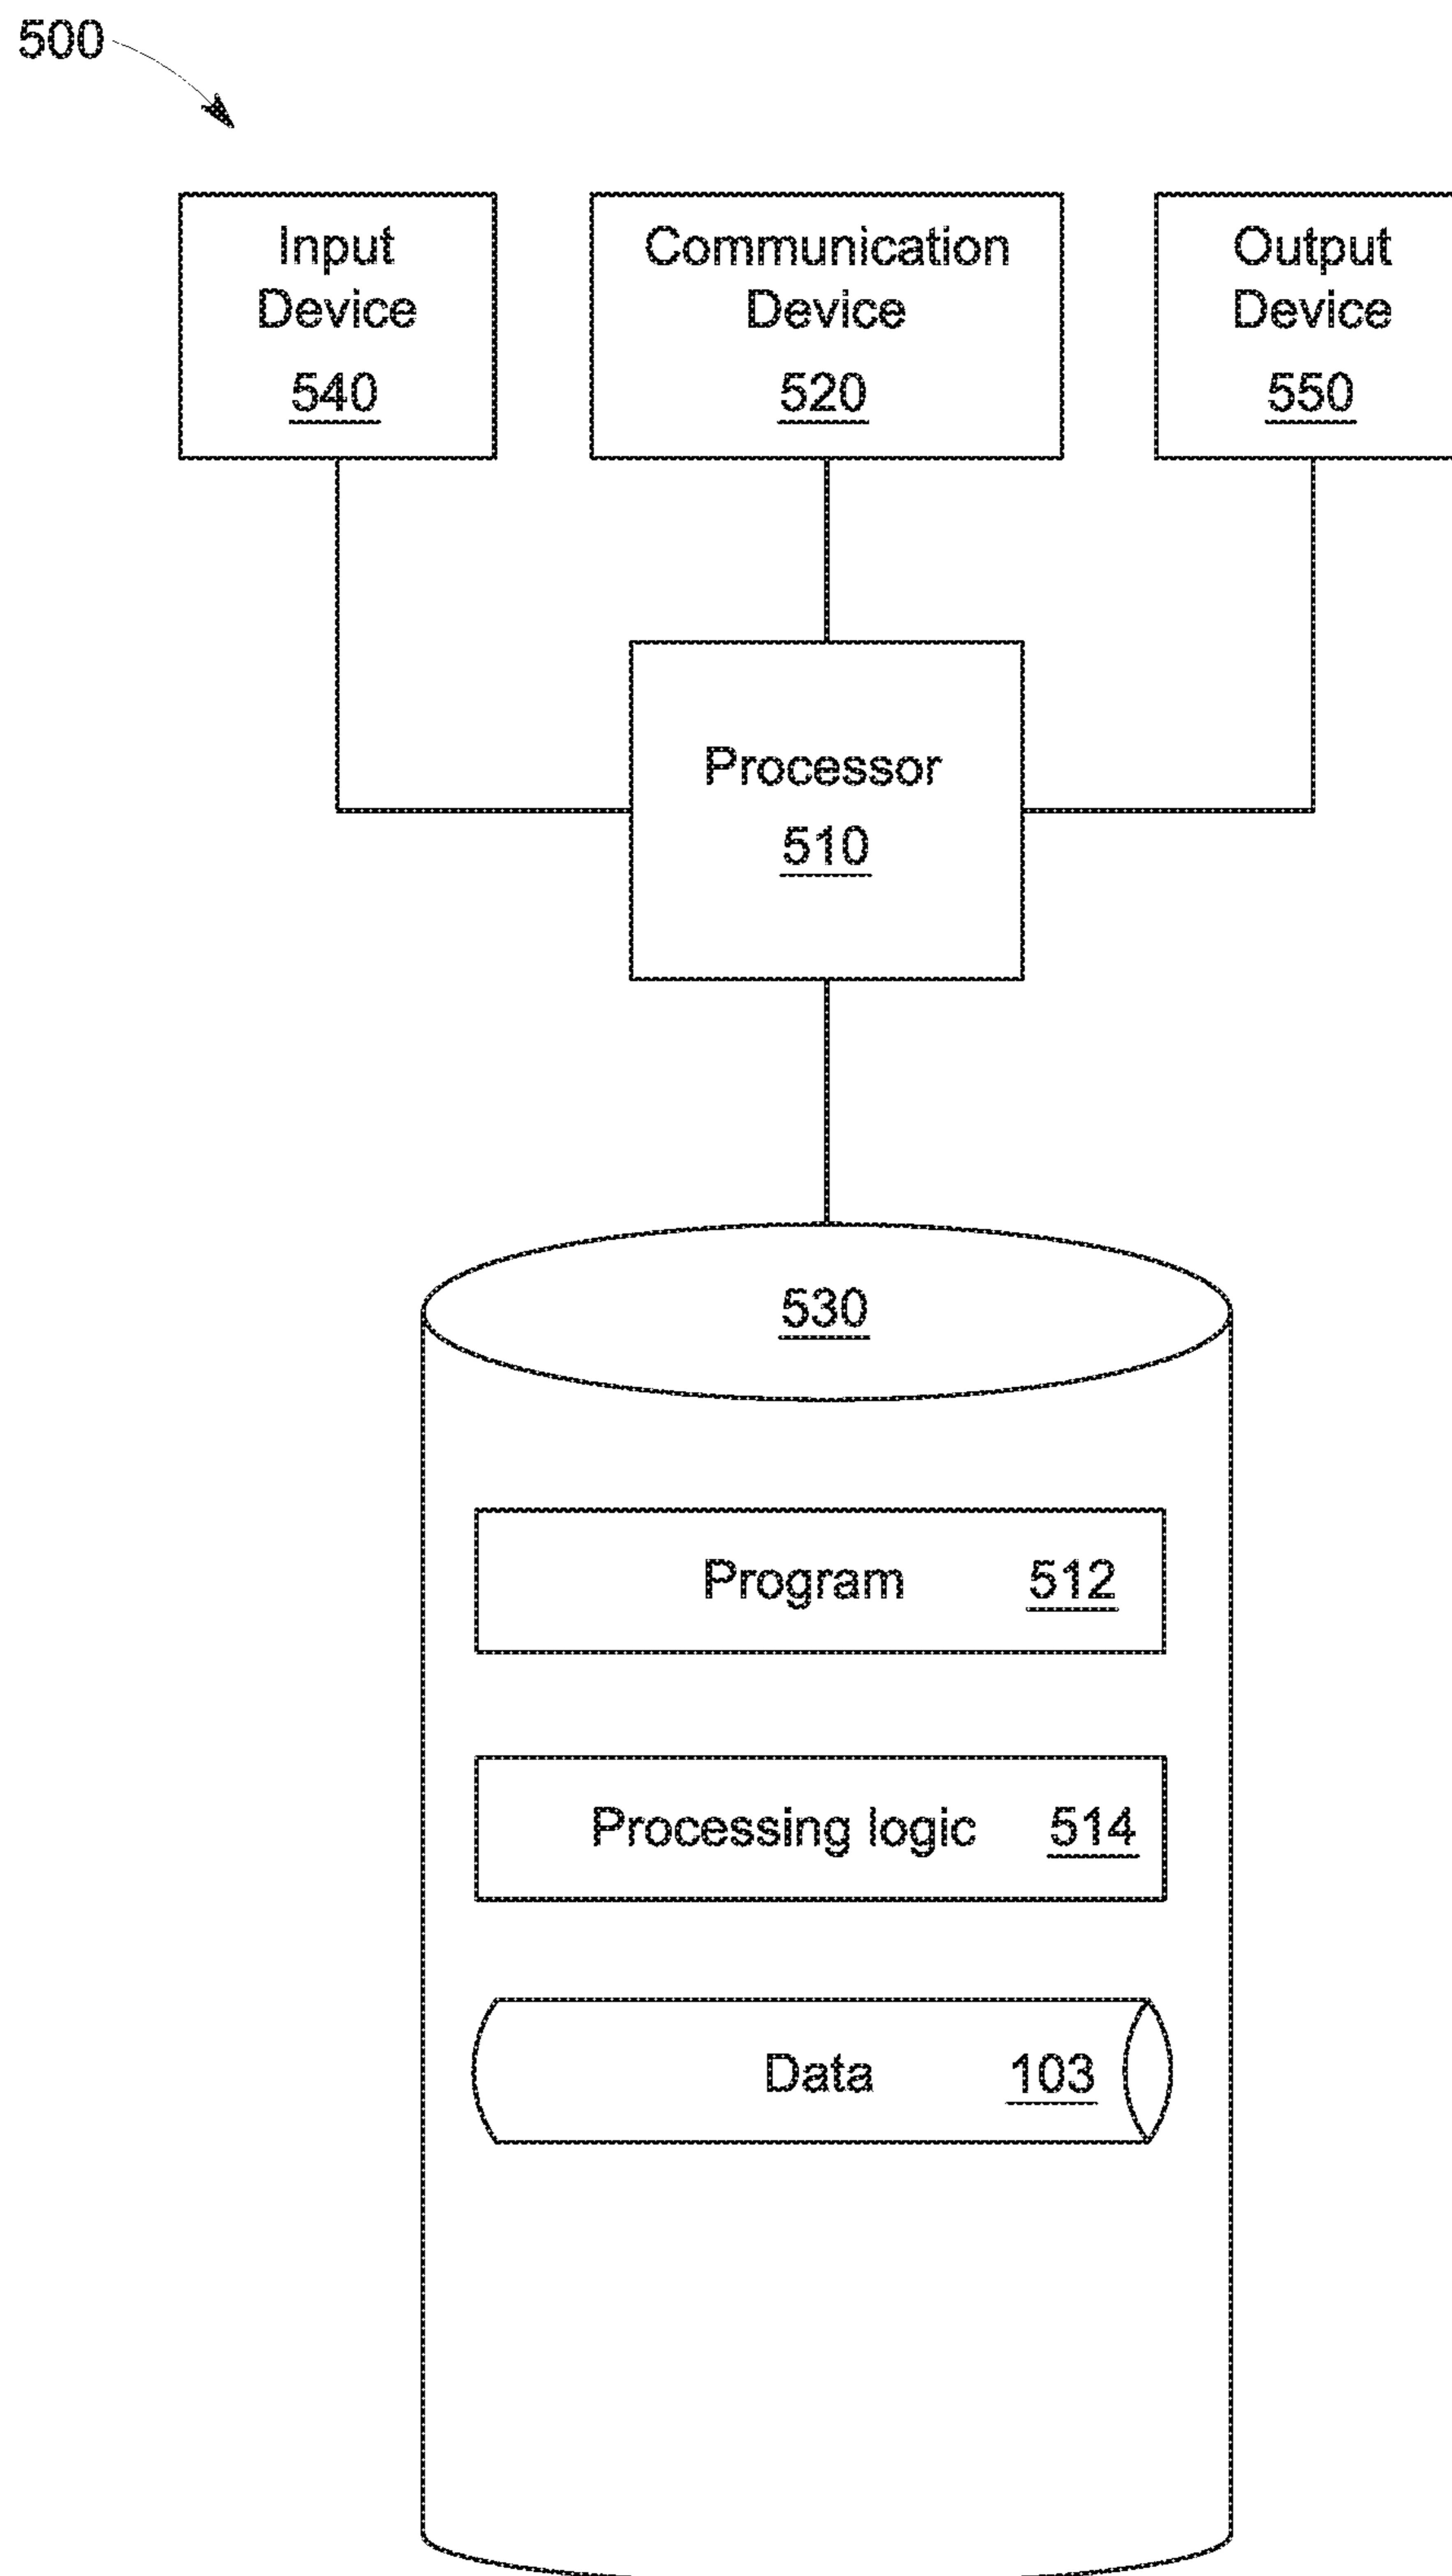 500
Input
Device
540
Communication
Device
520
Output
Device
550
Processor
510
530
Program 512
Processing logic 514
Data 103